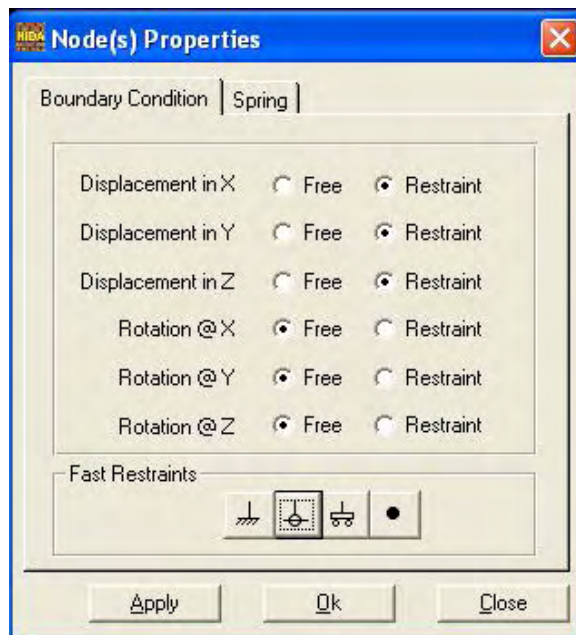 NIDA Node(s) Properties
Boundary Condition Spring
Displacement in X Free Restraint
Displacement in Y Free Restraint
Displacement in Z Free Restraint
Rotation @ X Free Restraint
Rotation @ Y Free Restraint
Rotation @ Z Free Restraint
Fast Restraints
Apply Ok Close